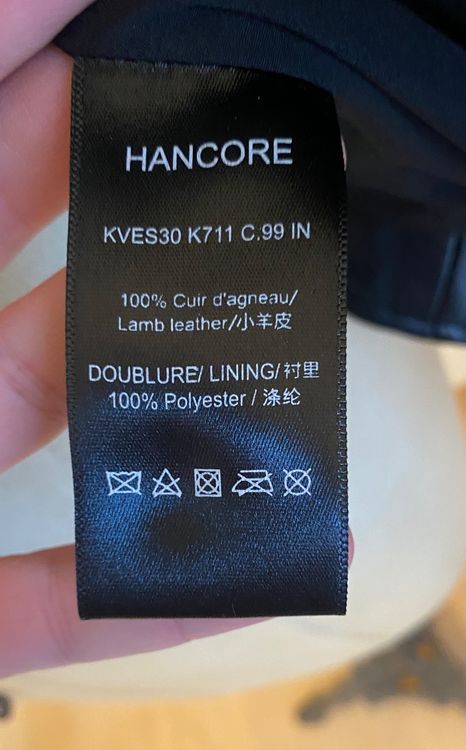 HANCORE
KVES30 K711 C.99 IN
100% Cuir d'agneau/
Lamb leather/小羊皮
DOUBLURE/ LINING/衬里
100% Polyester / 涤纶